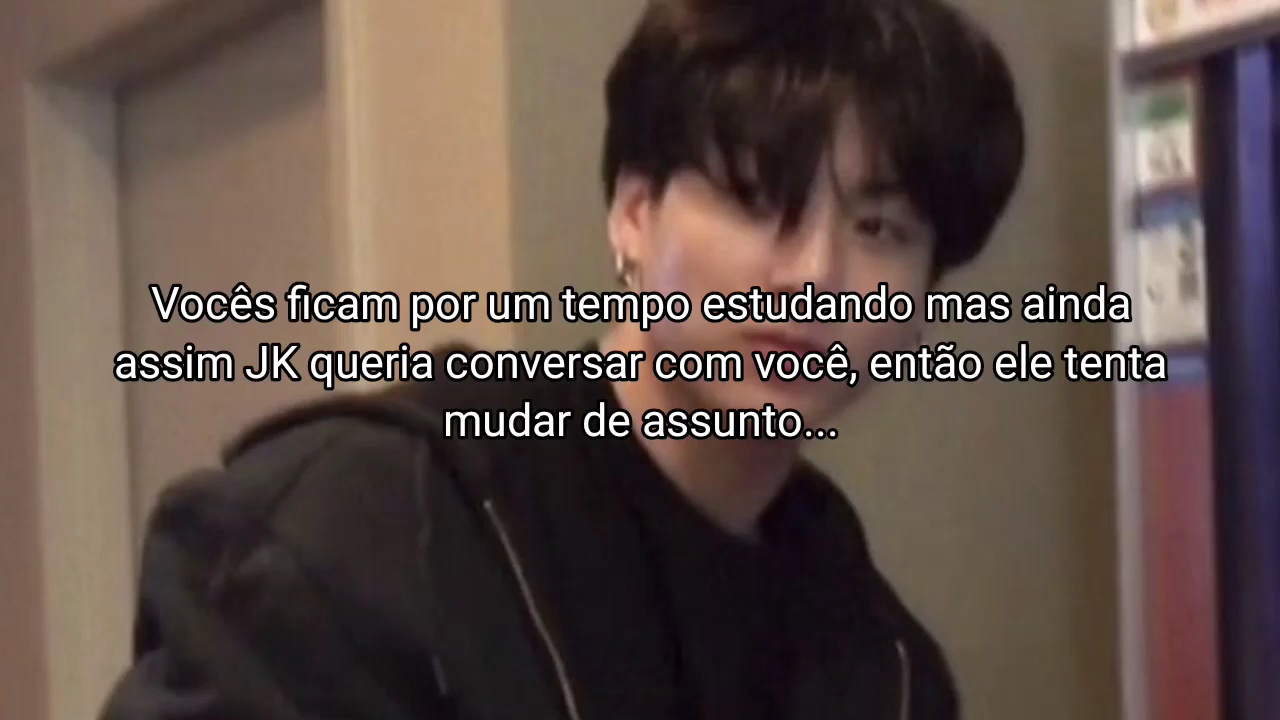 Vocês ficam por um tempo estudando mas ainda
assim JK queria conversar com você, então ele tenta
mudar de assunto...